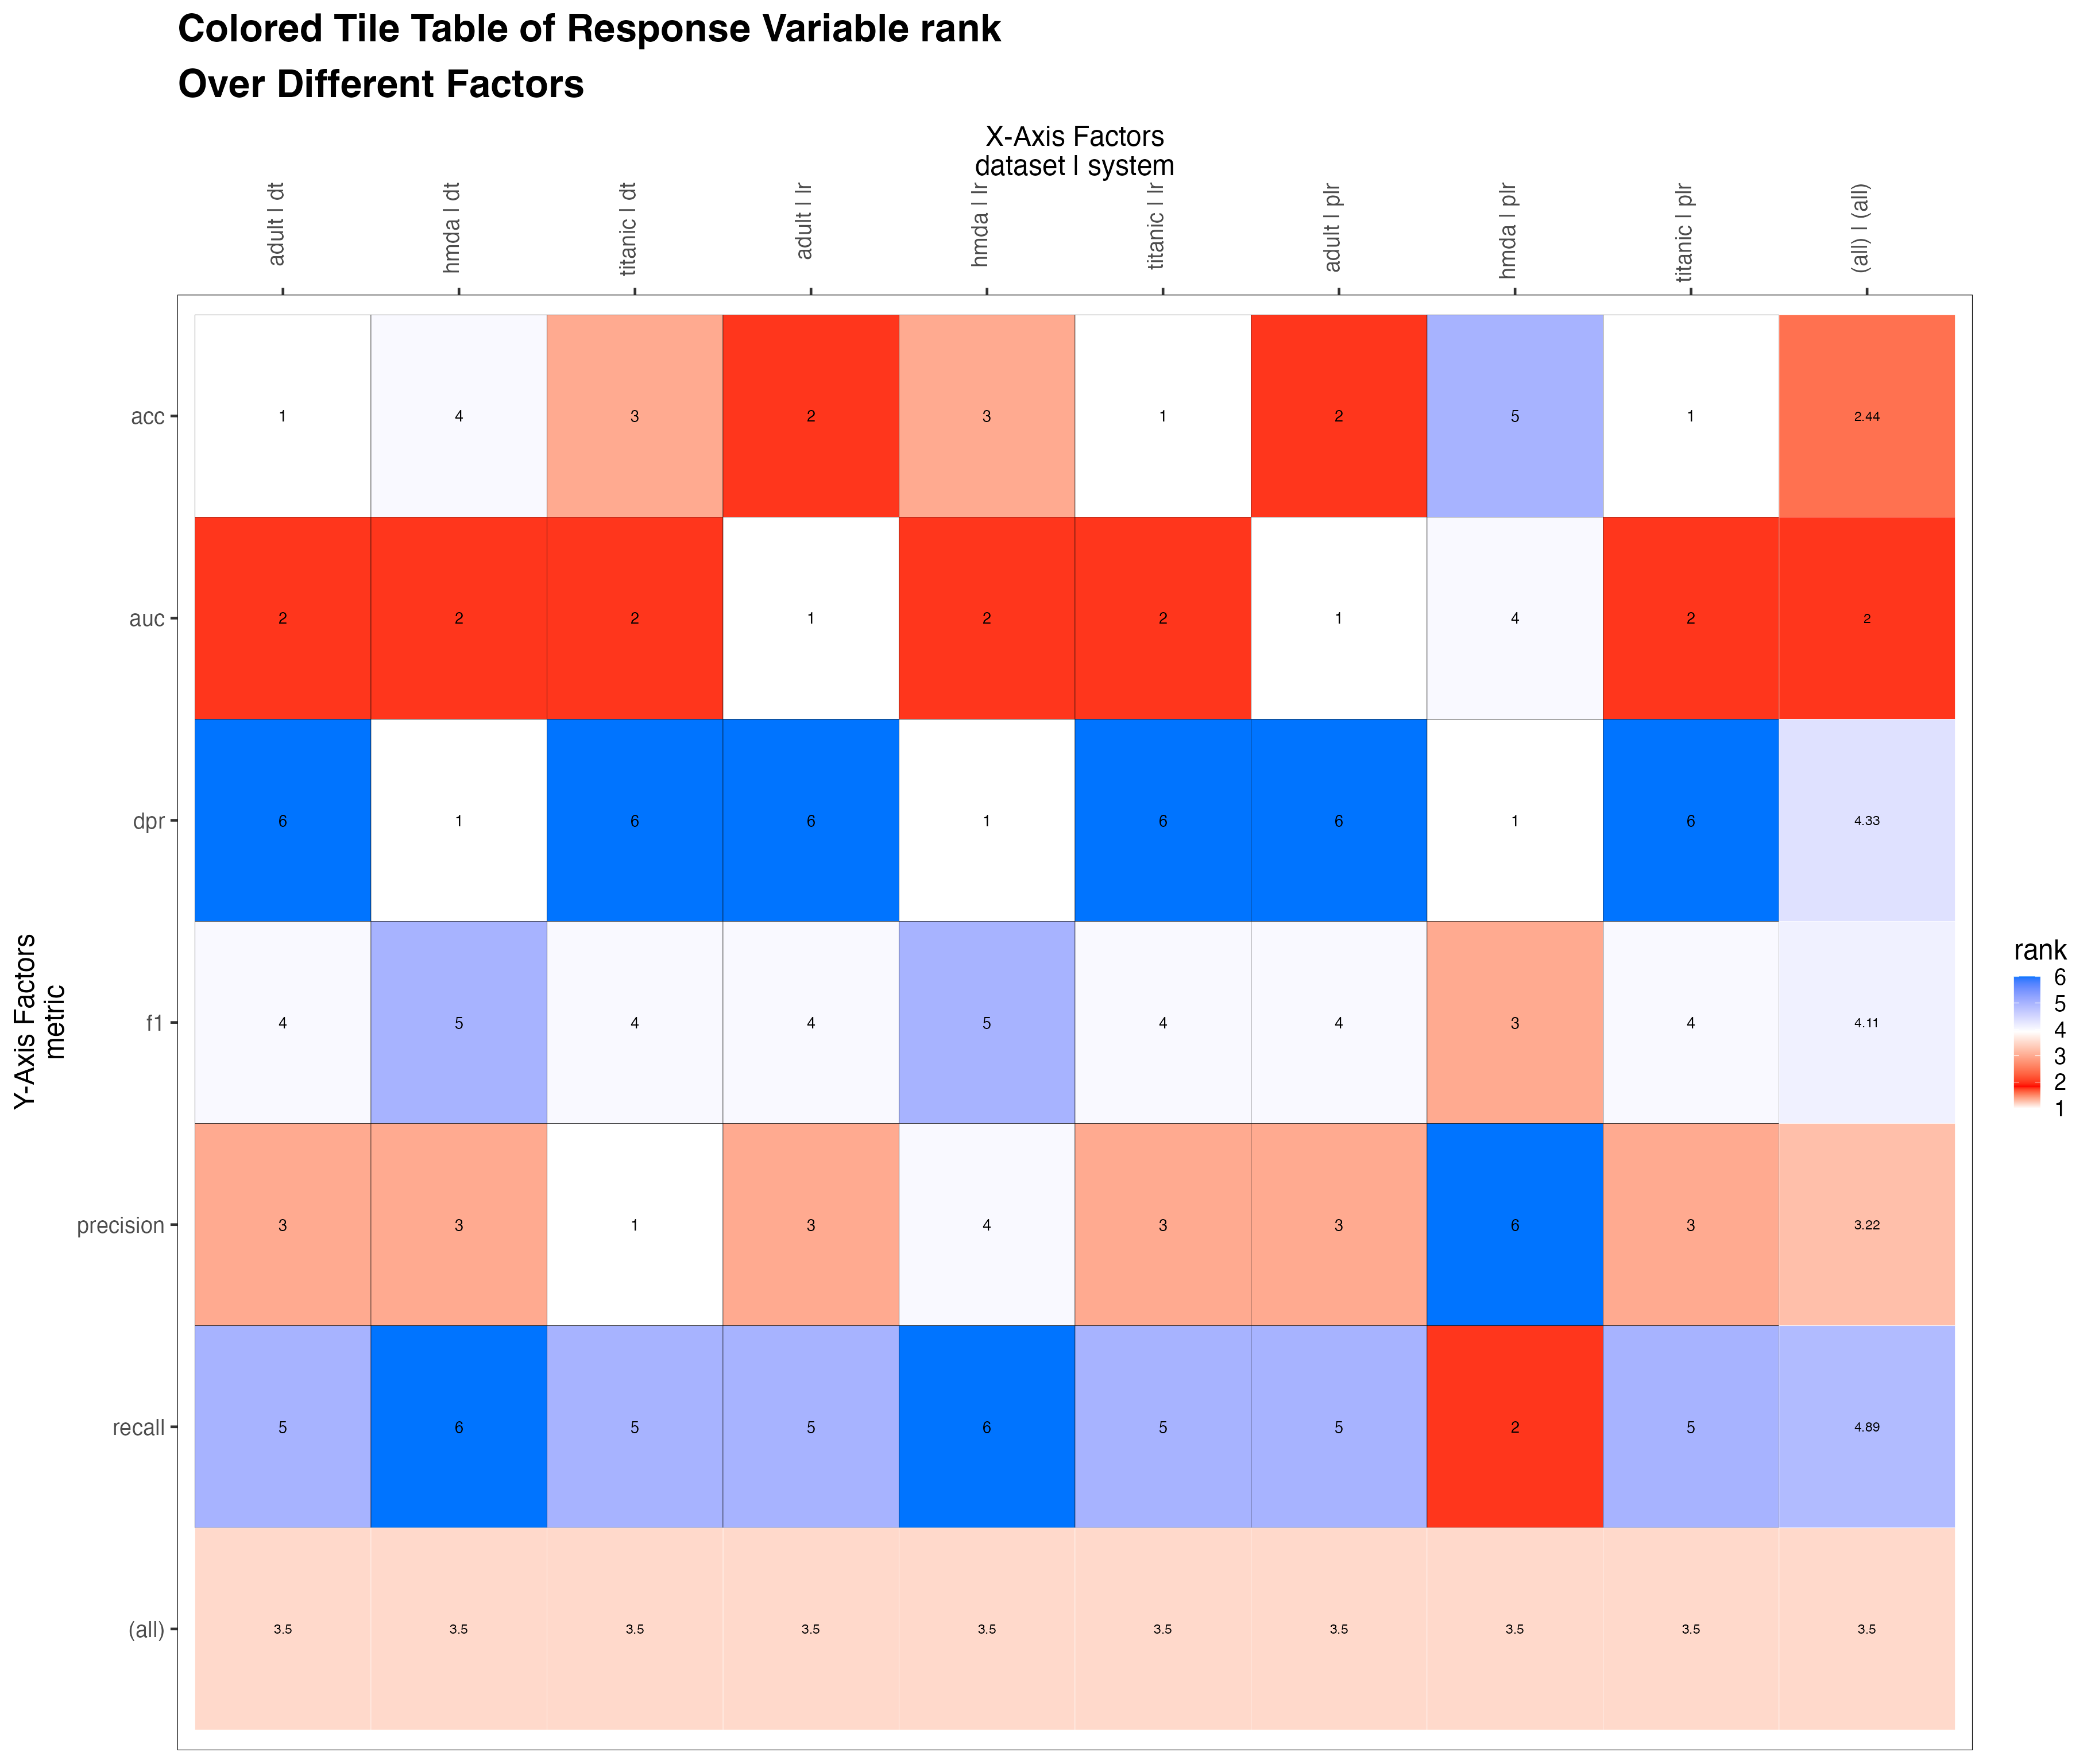 Colored Tile Table of Response Variable rank
Over Different Factors
X-Axis Factors
dataset | system
adult | dt
hmda | dt
titanic | dt
adult | lr
hmda | lr
titanic | lr
adult | plr
hmda | plr
titanic | plr
(all) | (all)
acc 1 4 3 2 3 1 2 5 1 2.44
auc 2 2 2 1 2 2 1 4 2 2
dpr 6 1 6 6 1 6 6 1 6 4.33
f1 4 5 4 4 5 4 4 3 4 4.11
precision 3 3 1 3 4 3 3 6 3 3.22
recall 5 6 5 5 6 5 5 2 5 4.89
(all) 3.5 3.5 3.5 3.5 3.5 3.5 3.5 3.5 3.5 3.5
Y-Axis Factors
metric
rank
6
5
4
3
2
1